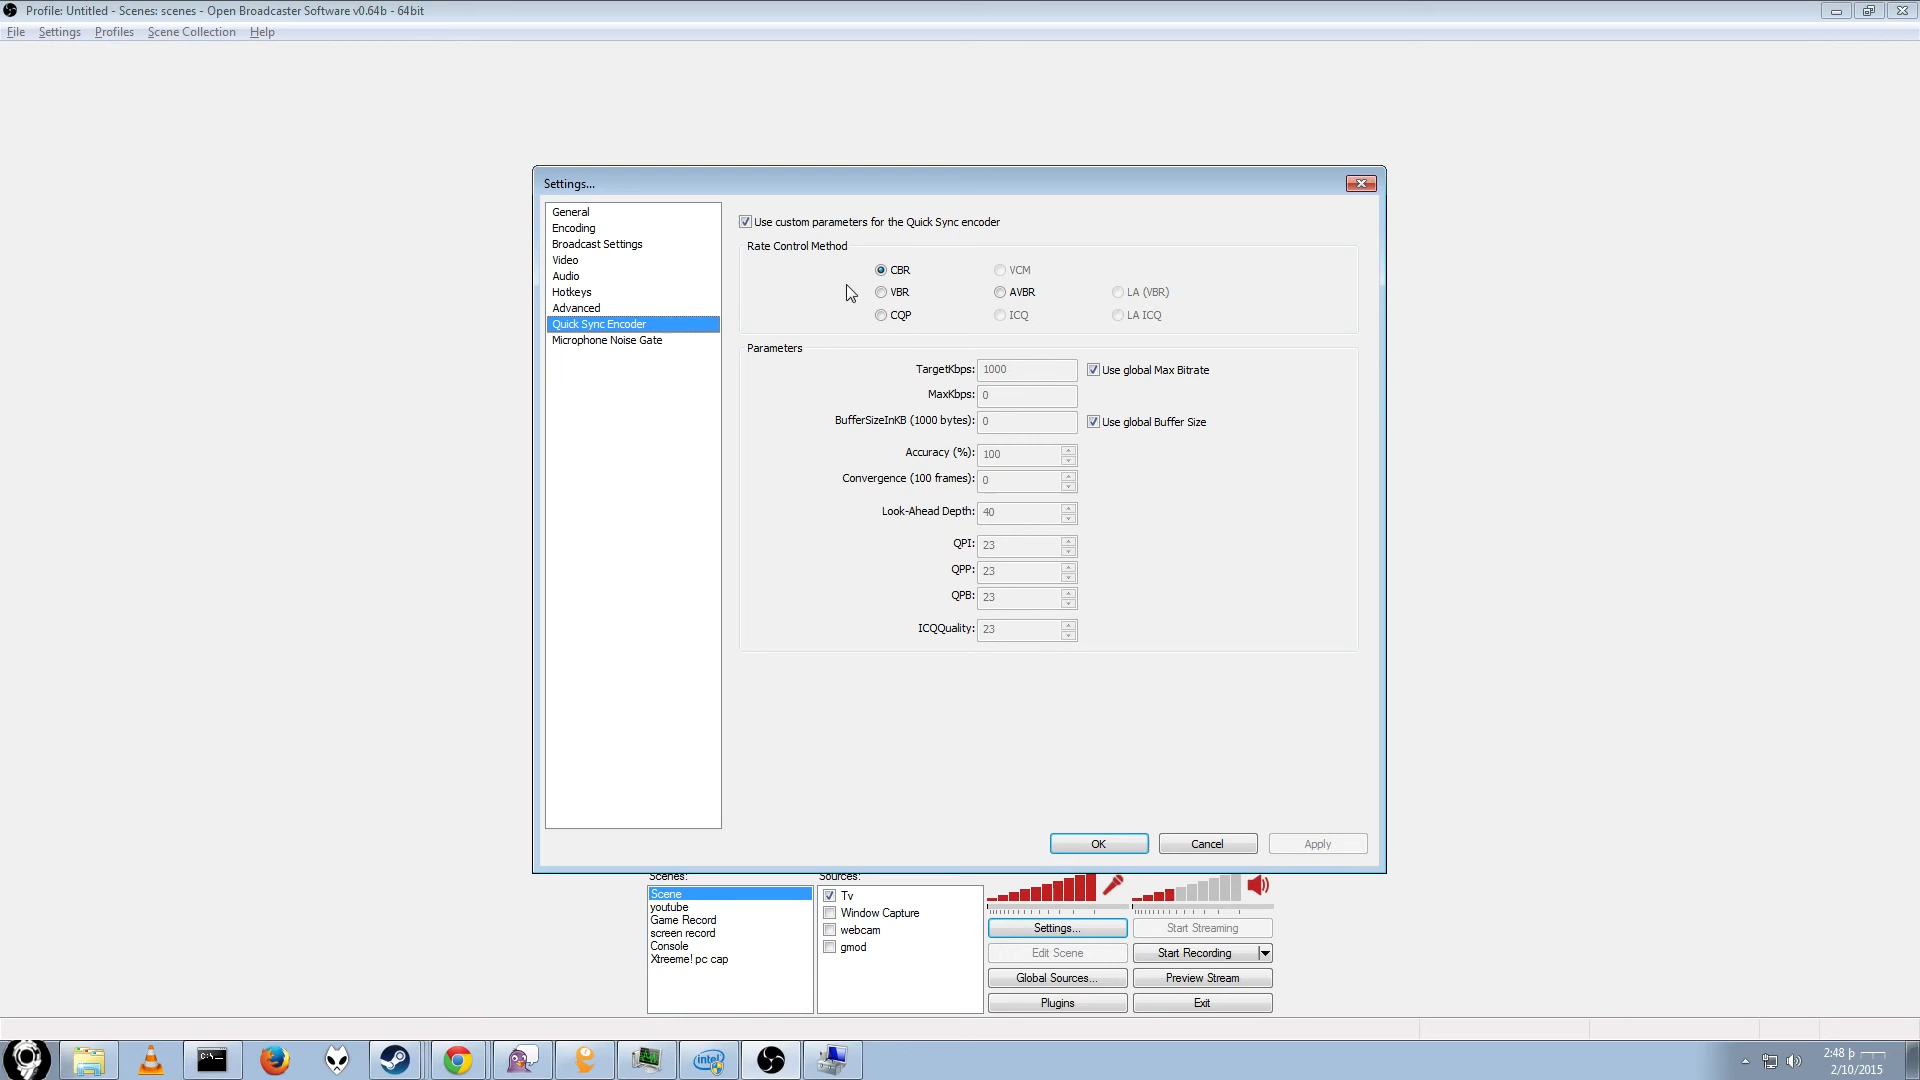 Profile: Untitled - Scenes: scenes - Open Broadcaster Software v0.64b - 64bit
File Settings Profiles Scene Collection Help
Settings...
General
Encoding
Broadcast Settings
Video
Audio
Hotkeys
Advanced
Quick Sync Encoder
Microphone Noise Gate
Use custom parameters for the Quick Sync encoder
Rate Control Method
CBR VCM
VBR AVBR LA (VBR)
CQP ICQ LA ICQ
Parameters
TargetKbps: 1000 Use global Max Bitrate
MaxKbps: 0
BufferSizeInKB (1000 bytes): 0 Use global Buffer Size
Accuracy (%): 100
Convergence (100 frames): 0
Look-Ahead Depth: 40
QPI: 23
QPP: 23
QPB: 23
ICQQuality: 23
OK Cancel Apply
Scenes: Sources:
Scene
youtube
Game Record
screen record
Console
Xtreeme! pc cap
Tv
Window Capture
webcam
gmod
Settings... Start Streaming
Edit Scene Start Recording
Global Sources... Preview Stream
Plugins Exit
C:\.
intel
2:48 þ
2/10/2015